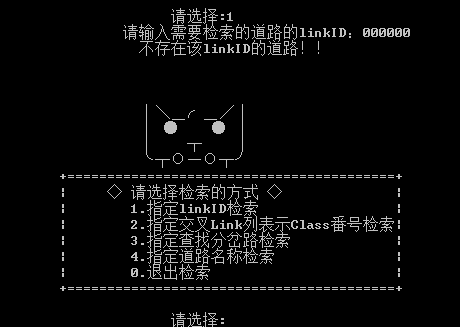 请选择:1
请输入需要检索的道路的linkID：000000
不存在该linkID的道路！！
◇ 请选择检索的方式 ◇
1.指定linkID检索
2.指定交叉Link列表示Class番号检索
3.指定查找分岔路检索
4.指定道路名称检索
0.退出检索
请选择: